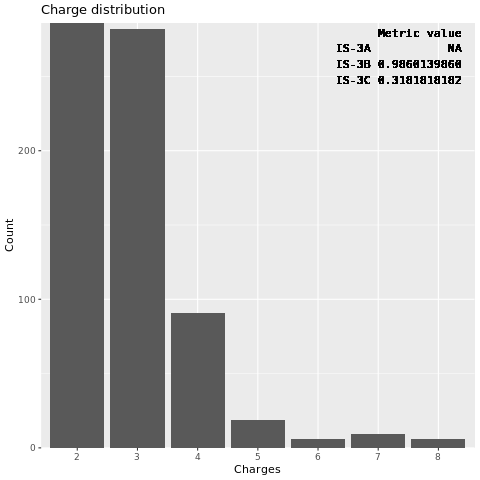 Charge distribution
Metric value
IS-3A NA
IS-3B 0.9860139860
IS-3C 0.3181818182
200
100
0
Count
2 3 4 5 6 7 8
Charges